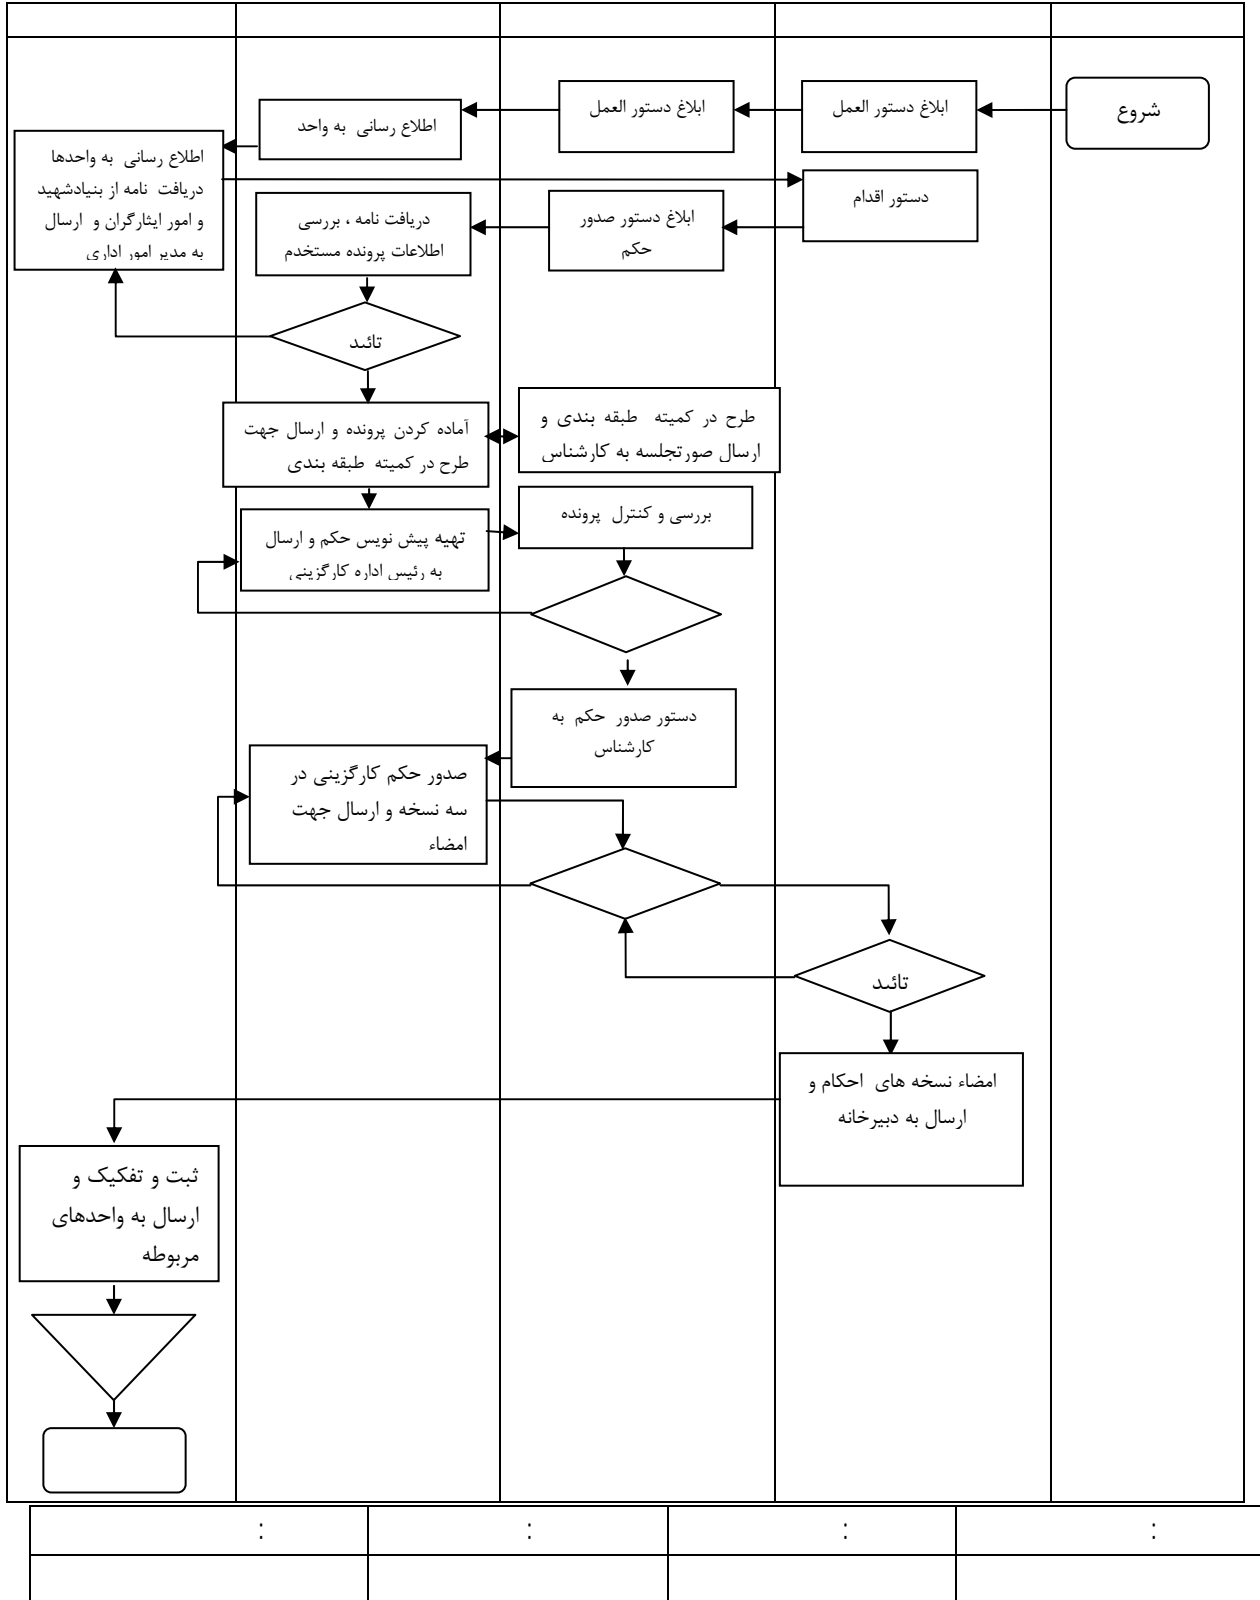 شروع
ابلاغ دستور العمل
ابلاغ دستور العمل
اطلاع رسانی به واحد
اطلاع رسانی به واحدها
دریافت نامه از بنیادشهید
و امور ایثارگران و ارسال
به مدیر امور اداری
دستور اقدام
ابلاغ دستور صدور
حکم
دریافت نامه ، بررسی
اطلاعات پرونده مستخدم
تائید
آماده کردن پرونده و ارسال جهت
طرح در کمیته طبقه بندی
طرح در کمیته طبقه بندی و
ارسال صورتجلسه به کارشناس
تهیه پیش نویس حکم و ارسال
به رئیس اداره کارگزینی
بررسی و کنترل پرونده
دستور صدور حکم به
کارشناس
صدور حکم کارگزینی در
سه نسخه و ارسال جهت
امضاء
تائید
امضاء نسخه های احکام و
ارسال به دبیرخانه
ثبت و تفکیک و
ارسال به واحدهای
مربوطه
: : : :